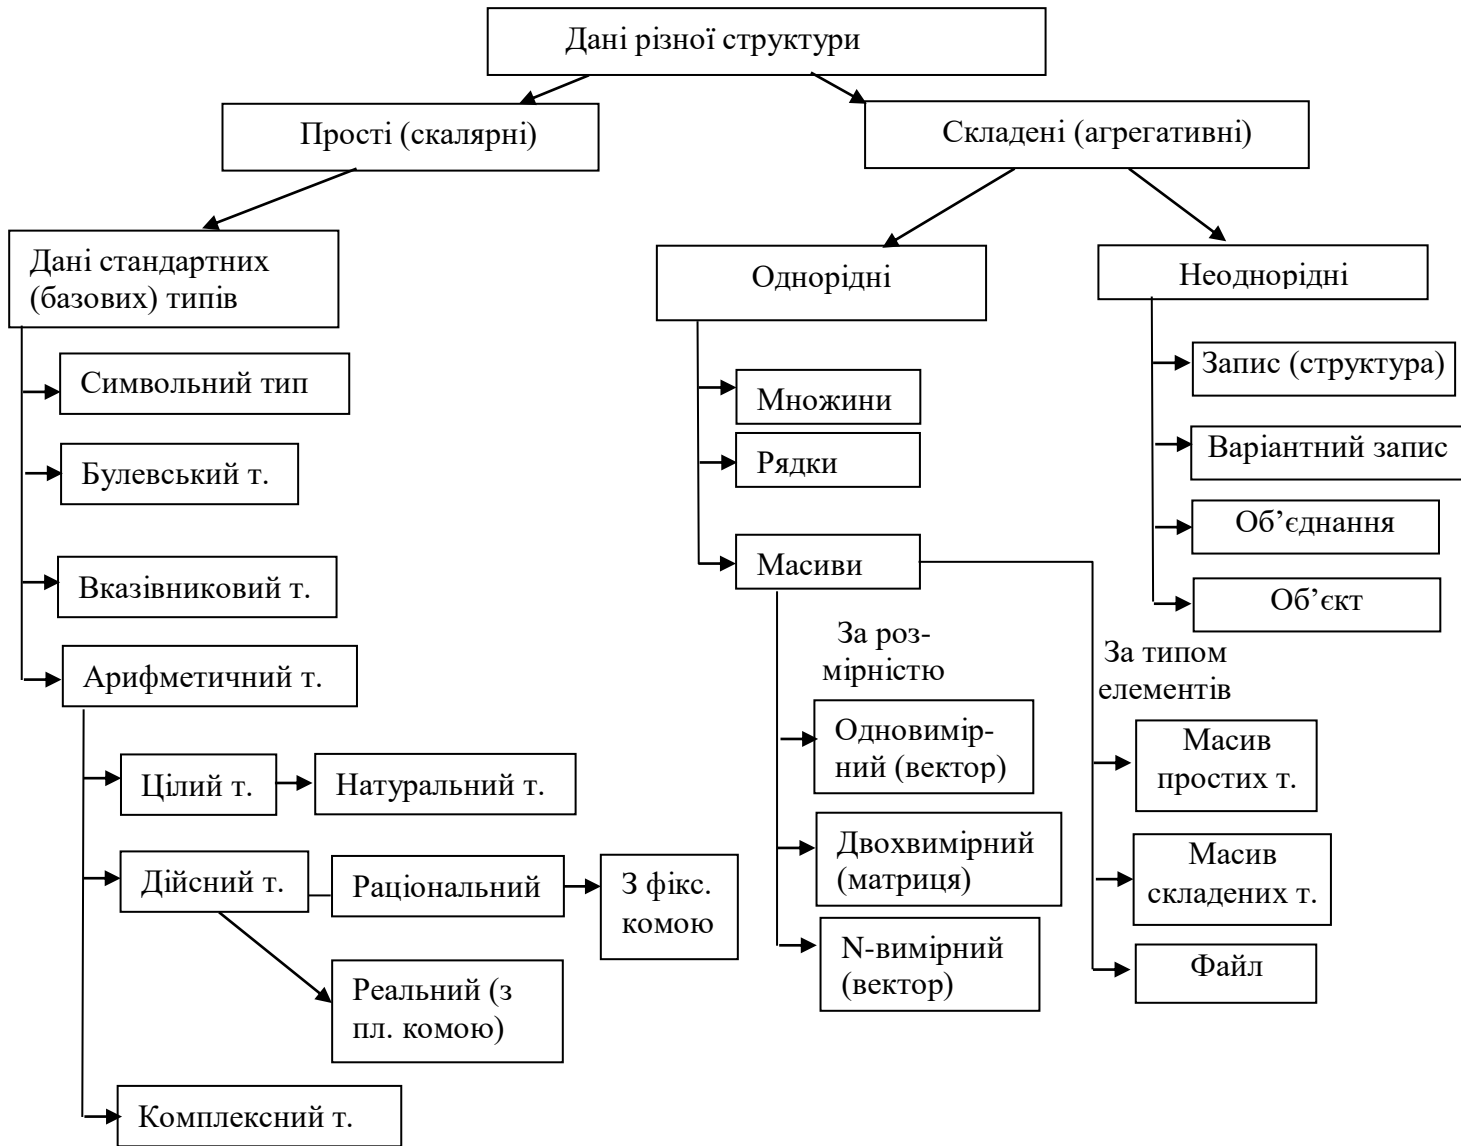 Дані різної структури
Прості (скалярні)
Складені (агрегативні)
Дані стандартних
(базових) типів
Однорідні
Неоднорідні
Символьний тип
Булевський т.
Вказівниковий т.
Арифметичний т.
Цілий т.
Натуральний т.
Дійсний т.
Раціональний
З фікс.
комою
Реальний (з
пл. комою)
Комплексний т.
Множини
Рядки
Масиви
За роз-
мірністю
Одновимір-
ний (вектор)
Двохвимірний
(матриця)
N-вимірний
(вектор)
За типом
елементів
Масив
простих т.
Масив
складених т.
Файл
Запис (структура)
Варіантний запис
Об’єднання
Об’єкт